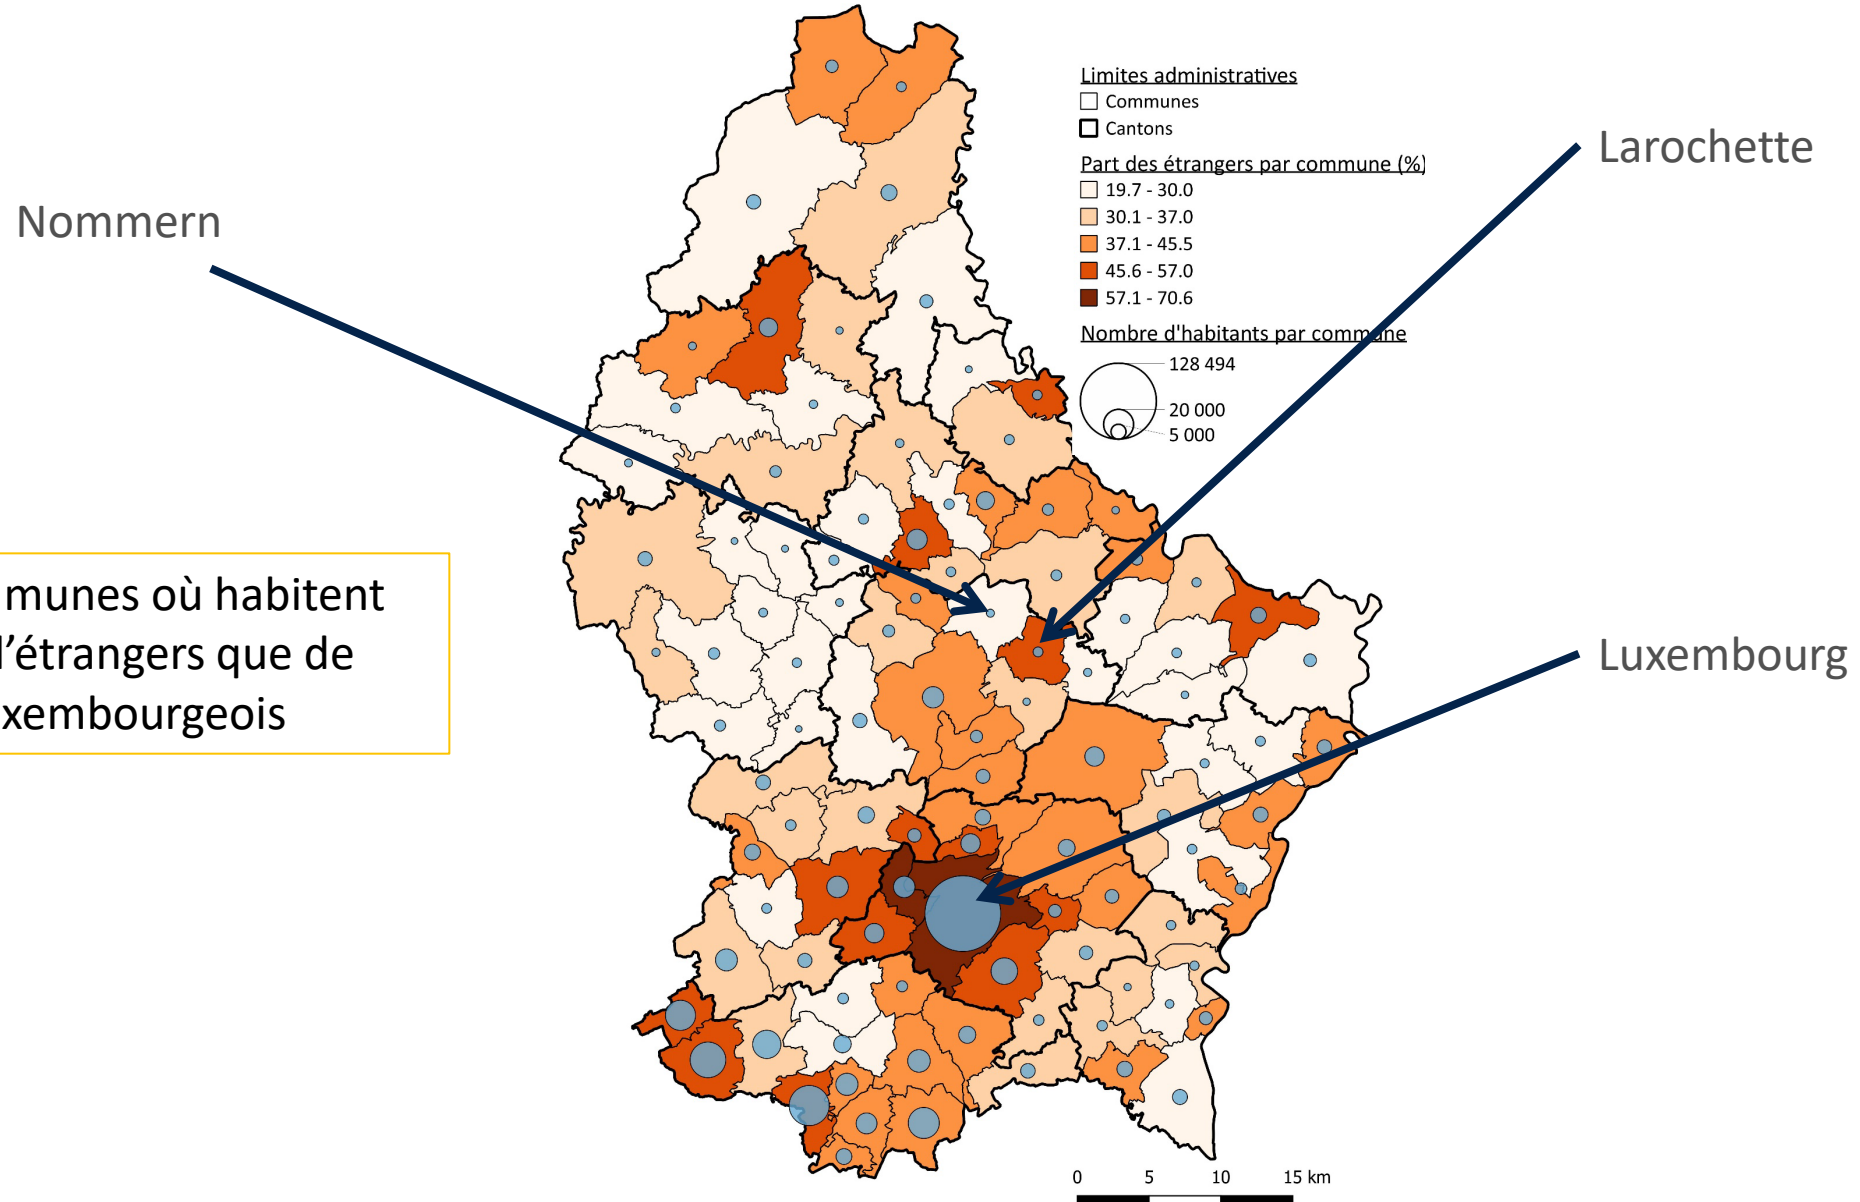 Limites administratives
Communes
Cantons
Part des étrangers par commune (%)
19.7 - 30.0
30.1 - 37.0
37.1 - 45.5
45.6 - 57.0
57.1 - 70.6
Nombre d'habitants par commune
128 494
20 000
5 000
Larochette
Nommern
munes où habitent
d'étrangers que de
xembourgeois
Luxembourg
0 5 10 15 km